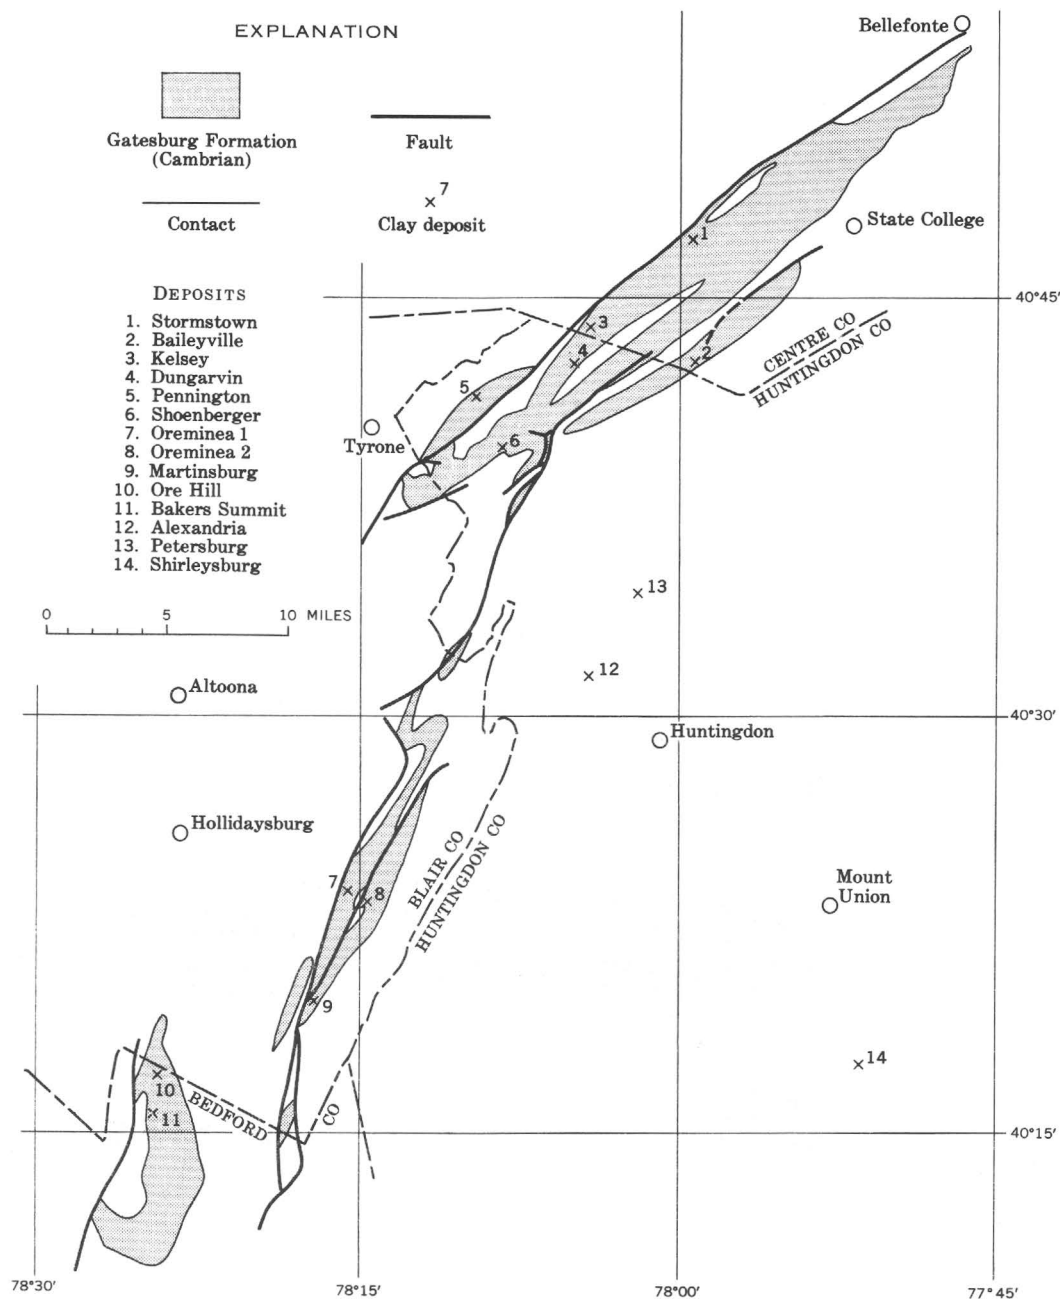 EXPLANATION
Gatesburg Formation
(Cambrian)
Fault
Contact
7
Clay deposit
DEPOSITS
1. Stormstown
2. Baileyville
3. Kelsey
4. Dungarvin
5. Pennington
6. Shoenberger
7. Oreminea 1
8. Oreminea 2
9. Martinsburg
10. Ore Hill
11. Bakers Summit
12. Alexandria
13. Petersburg
14. Shirleysburg
0 5 10 MILES
Bellefonte
State College
1
40°45'
3
4
2
CENTRE CO
HUNTINGDON CO
5
Tyrone
6
13
12
Altoona
40°30'
Huntingdon
Hollidaysburg
BLAIR CO
HUNTINGDON CO
7
8
Mount
Union
9
14
10
11
BEDFORD
CO
40°15'
78°30'
78°15'
78°00'
77°45'